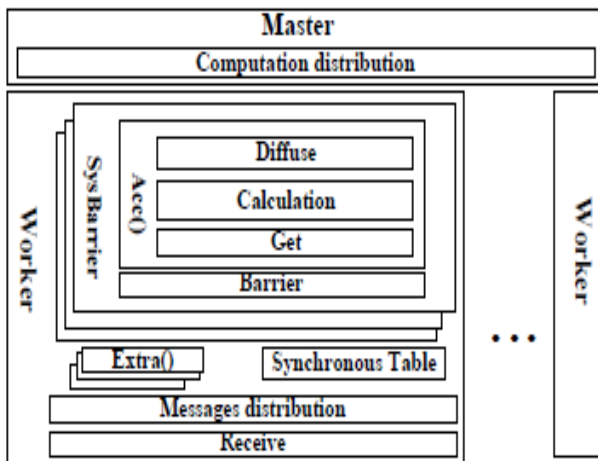 Master
Computation distribution
Worker
SysBarrier
Acc()
Diffuse
Calculation
Get
Barrier
Extra()
Synchronous Table
Messages distribution
Receive
...
Worker